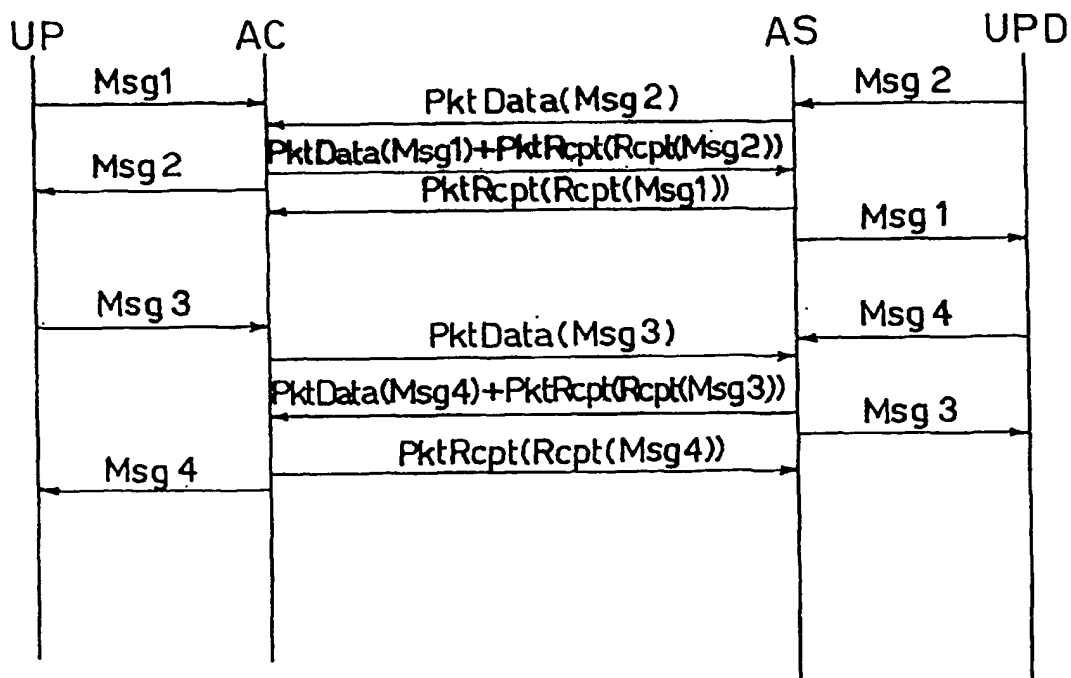 UP AC AS UPD
Msg1
Msg 2
PktData(Msg 2)
PktData(Msg1)+PktRcpt(Rcpt(Msg2))
Msg2
PktRcpt(Rcpt(Msg1))
Msg 1
Msg 3
Msg 4
PktData(Msg3)
PktData(Msg4)+PktRcpt(Rcpt(Msg3))
Msg 3
PktRcpt(Rcpt(Msg4))
Msg 4